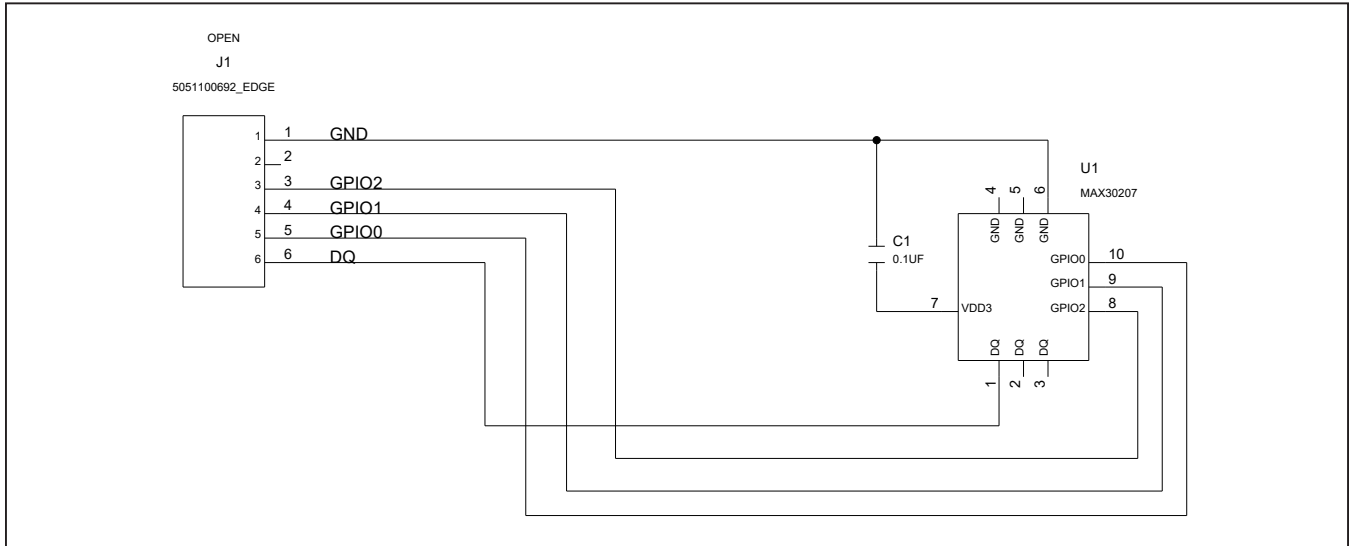 OPEN
J1
5051100692_EDGE
1 1 GND
2 2
3 3 GPIO2
4 4 GPIO1
5 5 GPIO0
6 6 DQ
C1
0.1UF
U1
MAX30207
4 5 6
GND GND GND
GPIO0 10
GPIO1 9
7 VDD3 GPIO2 8
DQ DQ DQ
1 2 3